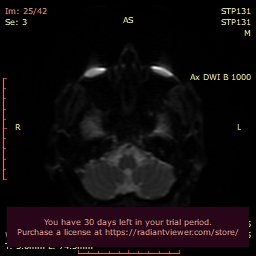 Im: 25/42
Se: 3
AS
STP131
STP131
M
Ax DWI B 1000
R
L
You have 30 days left in your trial period.
Purchase a license at https://radiantviewer.com/store/